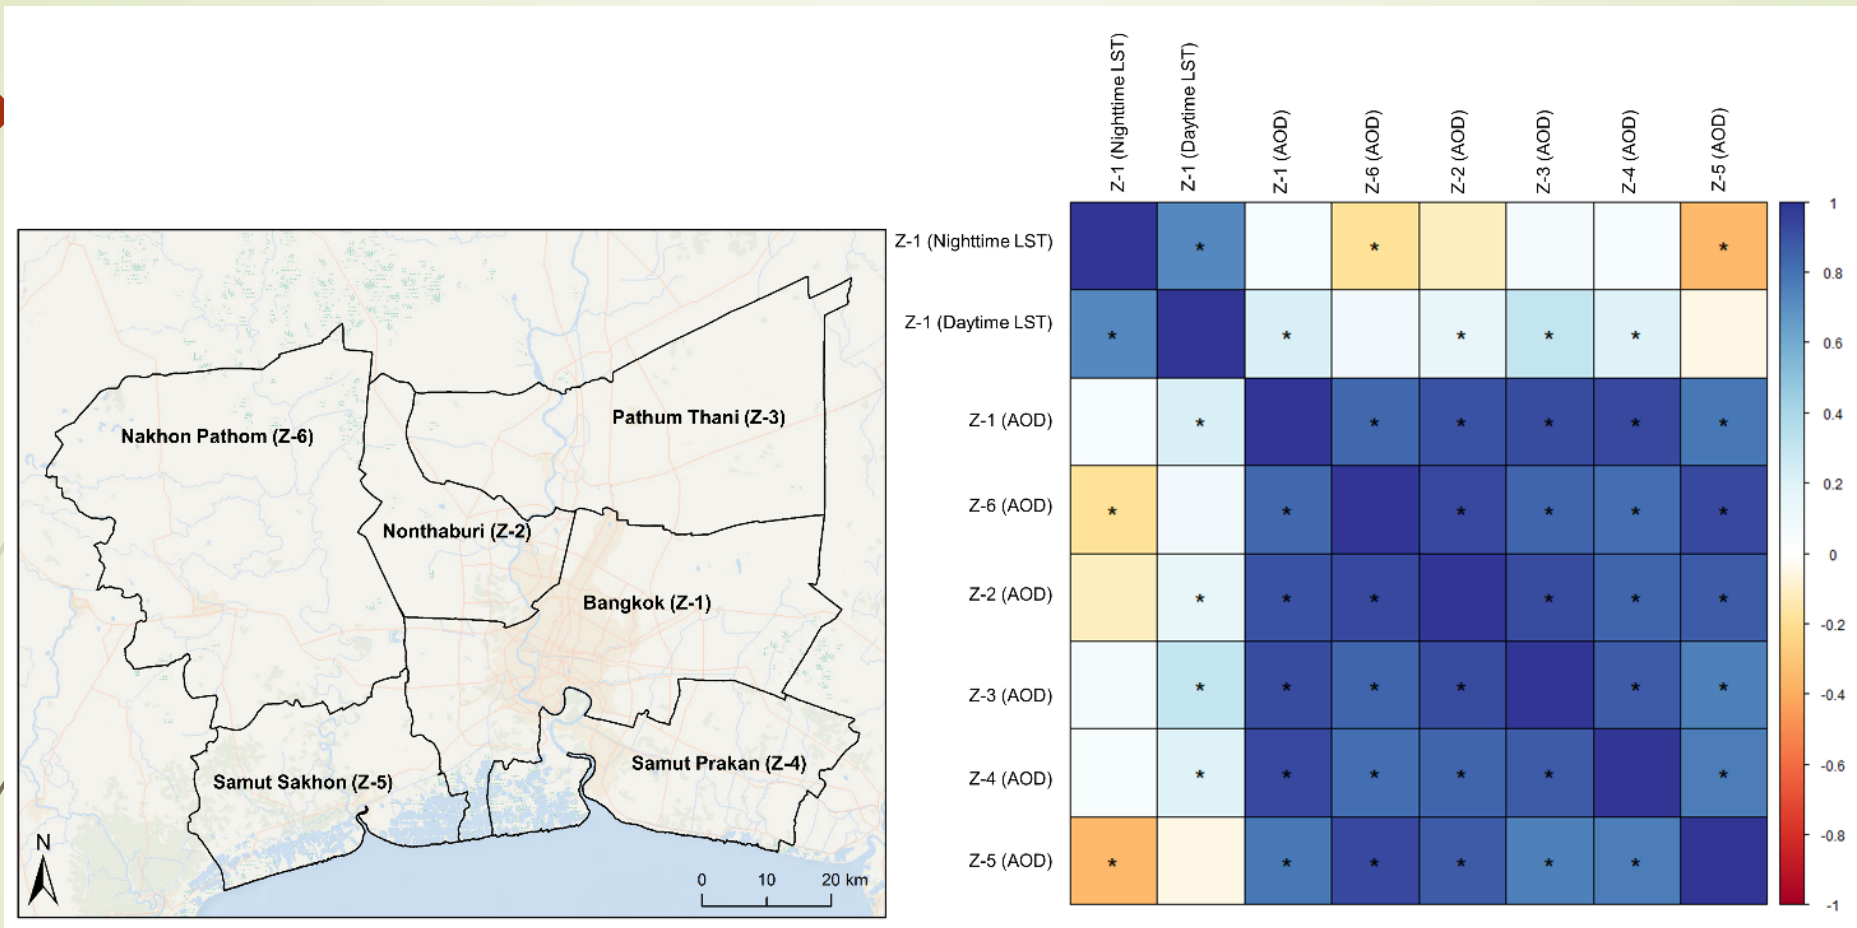 Nakhon Pathom (Z-6)
Pathum Thani (Z-3)
Nonthaburi (Z-2)
Bangkok (Z-1)
Samut Sakhon (Z-5)
Samut Prakan (Z-4)
N
0 10 20 km
Z-1 (Nighttime LST)
Z-1 (Daytime LST)
Z-1 (AOD)
Z-6 (AOD)
Z-2 (AOD)
Z-3 (AOD)
Z-4 (AOD)
Z-5 (AOD)
Z-1 (Nighttime LST) * * *
Z-1 (Daytime LST) * * * * *
Z-1 (AOD) * * * * * *
Z-6 (AOD) * * * * * *
Z-2 (AOD) * * * * * *
Z-3 (AOD) * * * * * *
Z-4 (AOD) * * * * * *
Z-5 (AOD) * * * * * *
1
0.8
0.6
0.4
0.2
0
-0.2
-0.4
-0.6
-0.8
-1